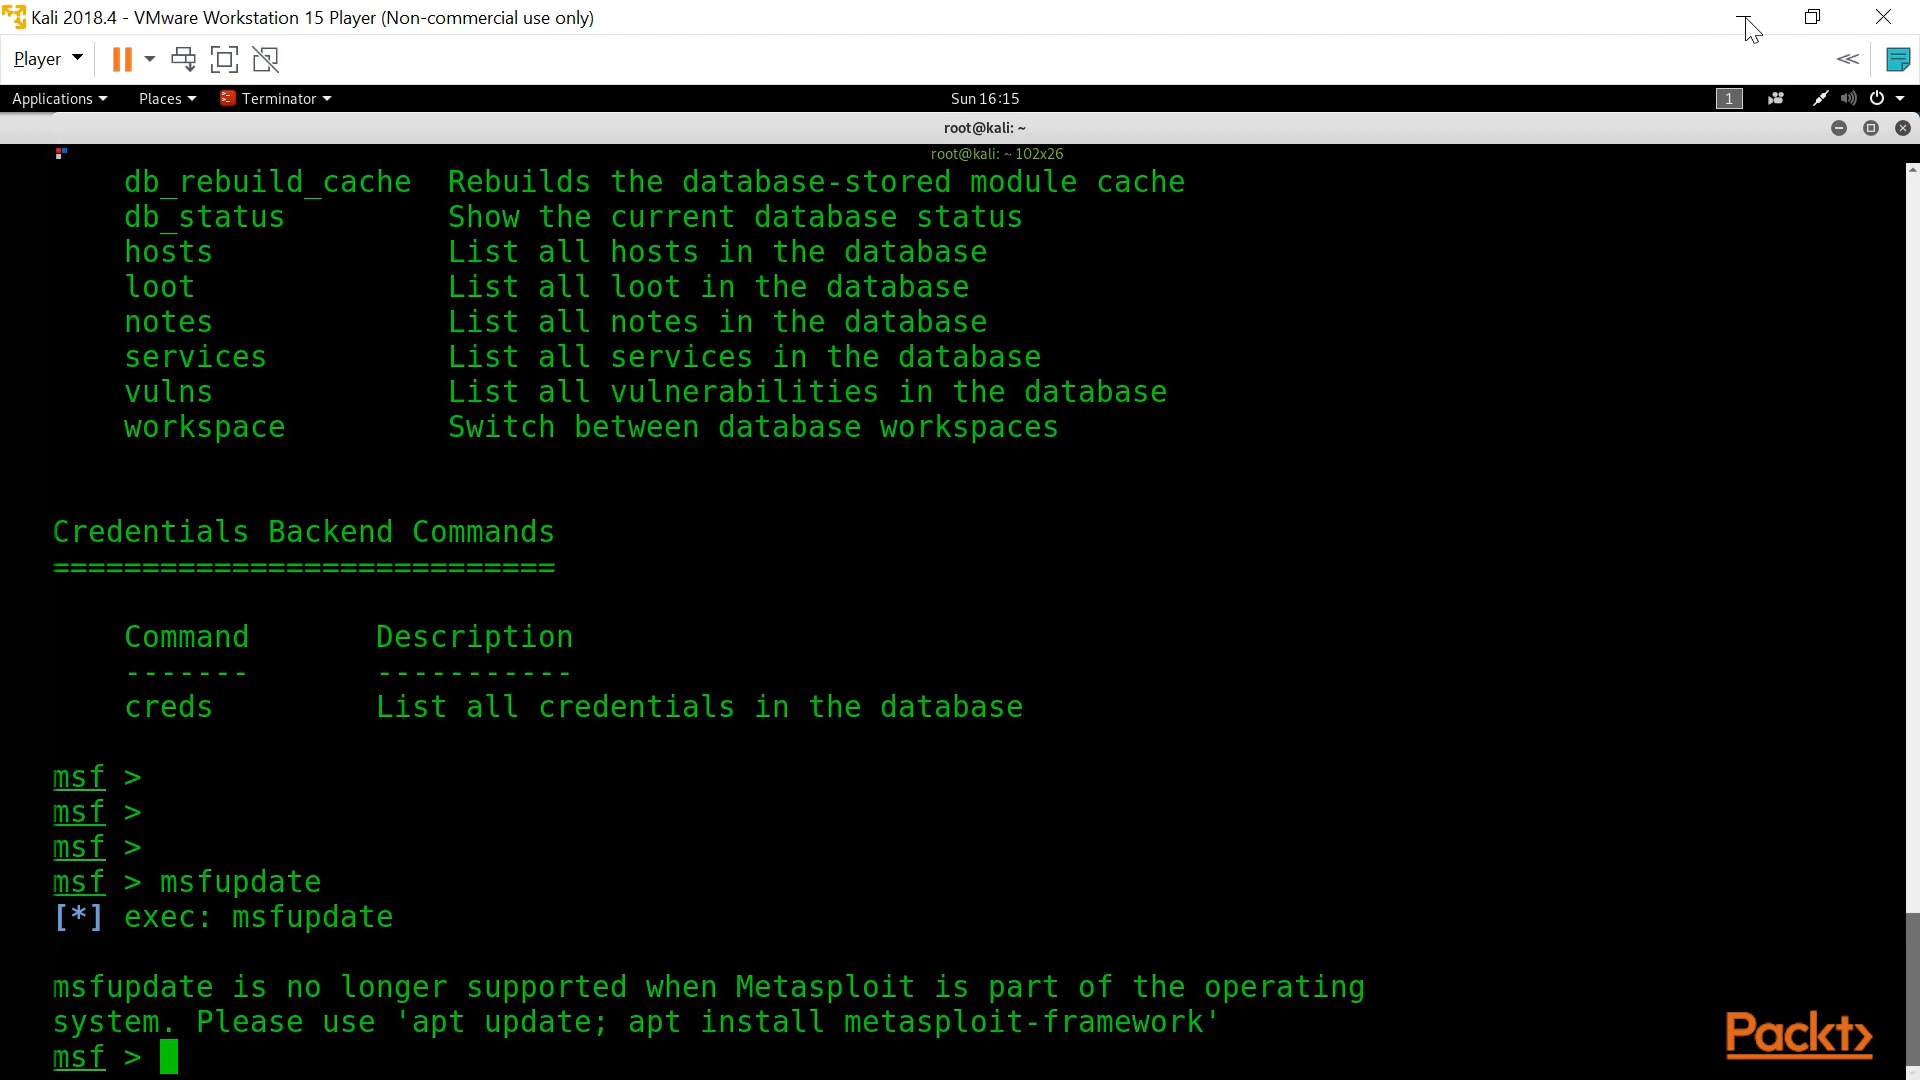 Kali 2018.4 - VMware Workstation 15 Player (Non-commercial use only)
Player
Applications Places Terminator Sun 16:15 1
root@kali: ~
root@kali: ~ 102x26
db_rebuild_cache Rebuilds the database-stored module cache
db_status Show the current database status
hosts List all hosts in the database
loot List all loot in the database
notes List all notes in the database
services List all services in the database
vulns List all vulnerabilities in the database
workspace Switch between database workspaces
Credentials Backend Commands
============================
Command Description
------- -----------
creds List all credentials in the database
msf >
msf >
msf >
msf > msfupdate
[*] exec: msfupdate
msfupdate is no longer supported when Metasploit is part of the operating
system. Please use 'apt update; apt install metasploit-framework'
msf >
Packt>